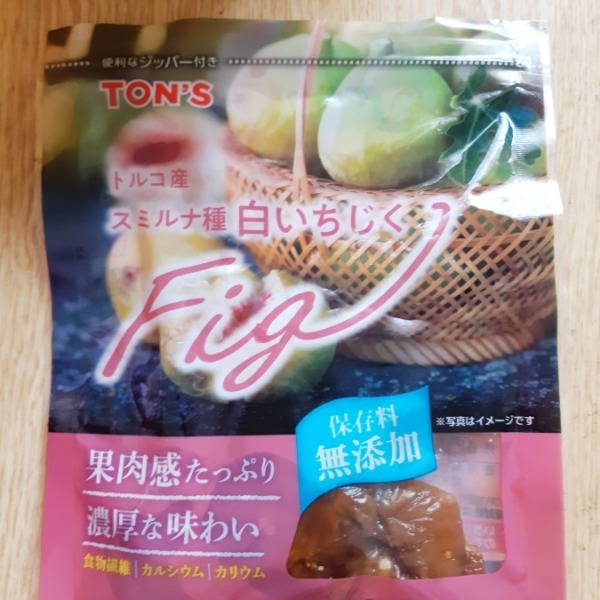 便利なジッパー付き
TON'S
トルコ産
スミルナ種 白いちじく
Fig
保存料
無添加
※写真はイメージです
果肉感たっぷり
濃厚な味わい
食物繊維 | カルシウム | カリウム